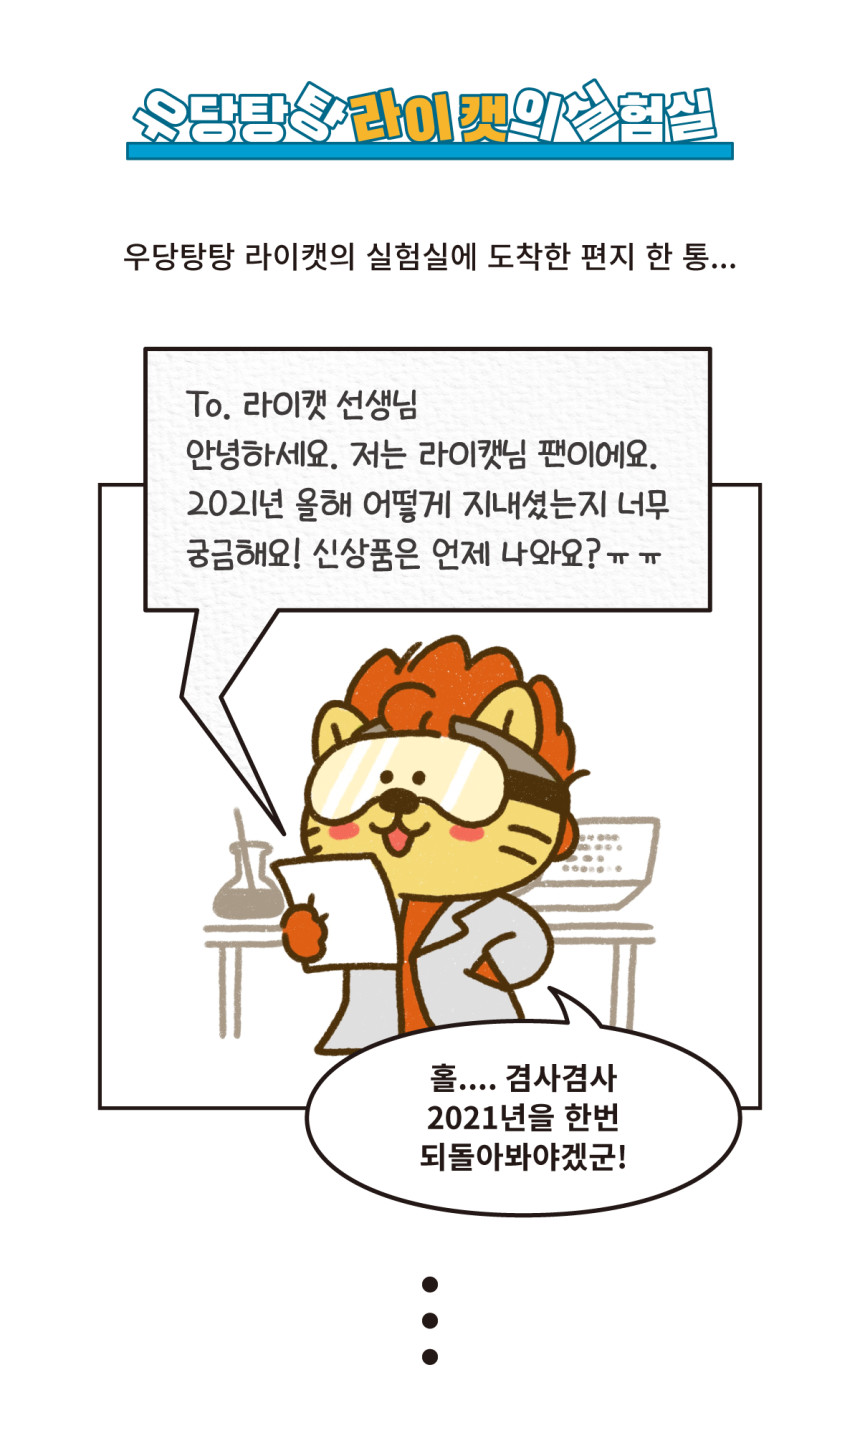 우당탕탕 라이캣의 실험실
우당탕탕 라이캣의 실험실에 도착한 편지 한 통...
To. 라이캣 선생님
안녕하세요. 저는 라이캣님 팬이에요.
2021년 올해 어떻게 지내셨는지 너무
궁금해요! 신상품은 언제 나와요?ㅠㅠ
홀.... 겸사겸사
2021년을 한번
되돌아봐야겠군!